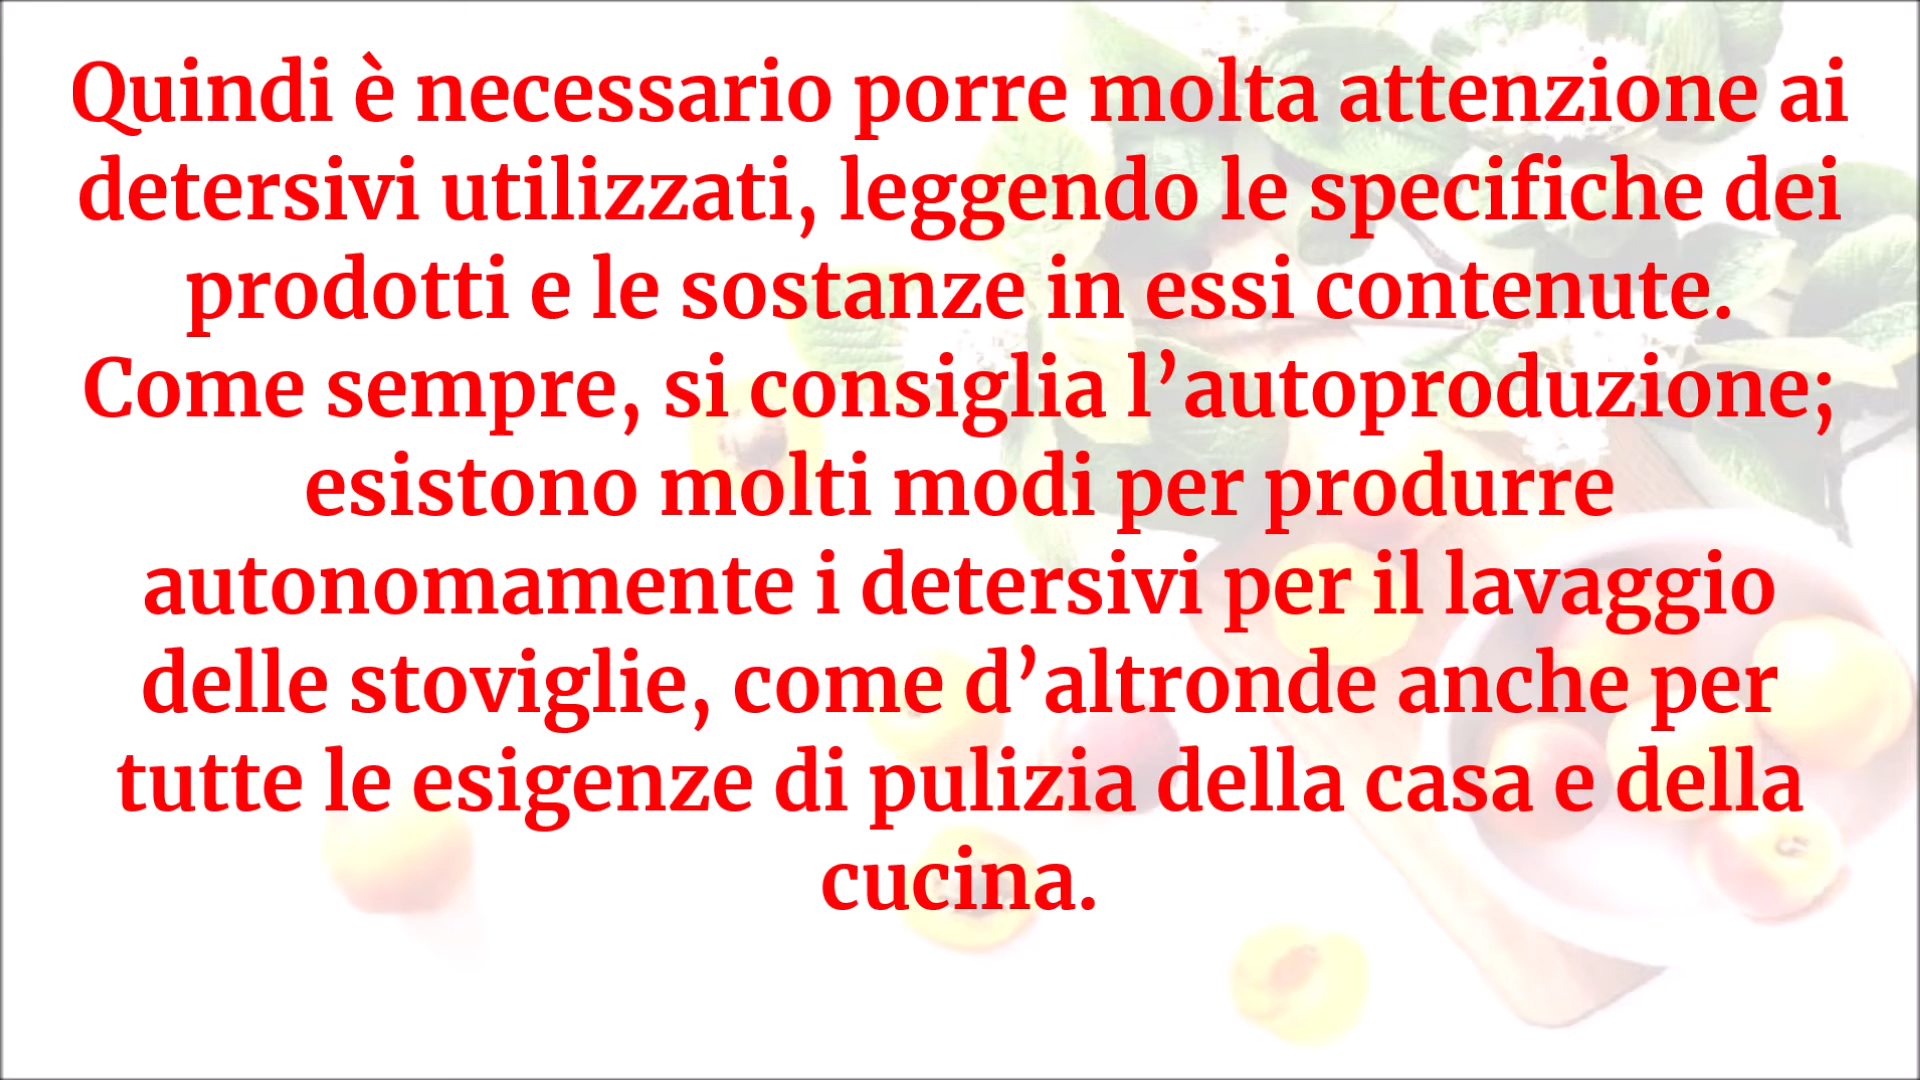 Quindi è necessario porre molta attenzione ai
detersivi utilizzati, leggendo le specifiche dei
prodotti e le sostanze in essi contenute.
Come sempre, si consiglia l’autoproduzione;
esistono molti modi per produrre
autonomamente i detersivi per il lavaggio
delle stoviglie, come d’altronde anche per
tutte le esigenze di pulizia della casa e della
cucina.